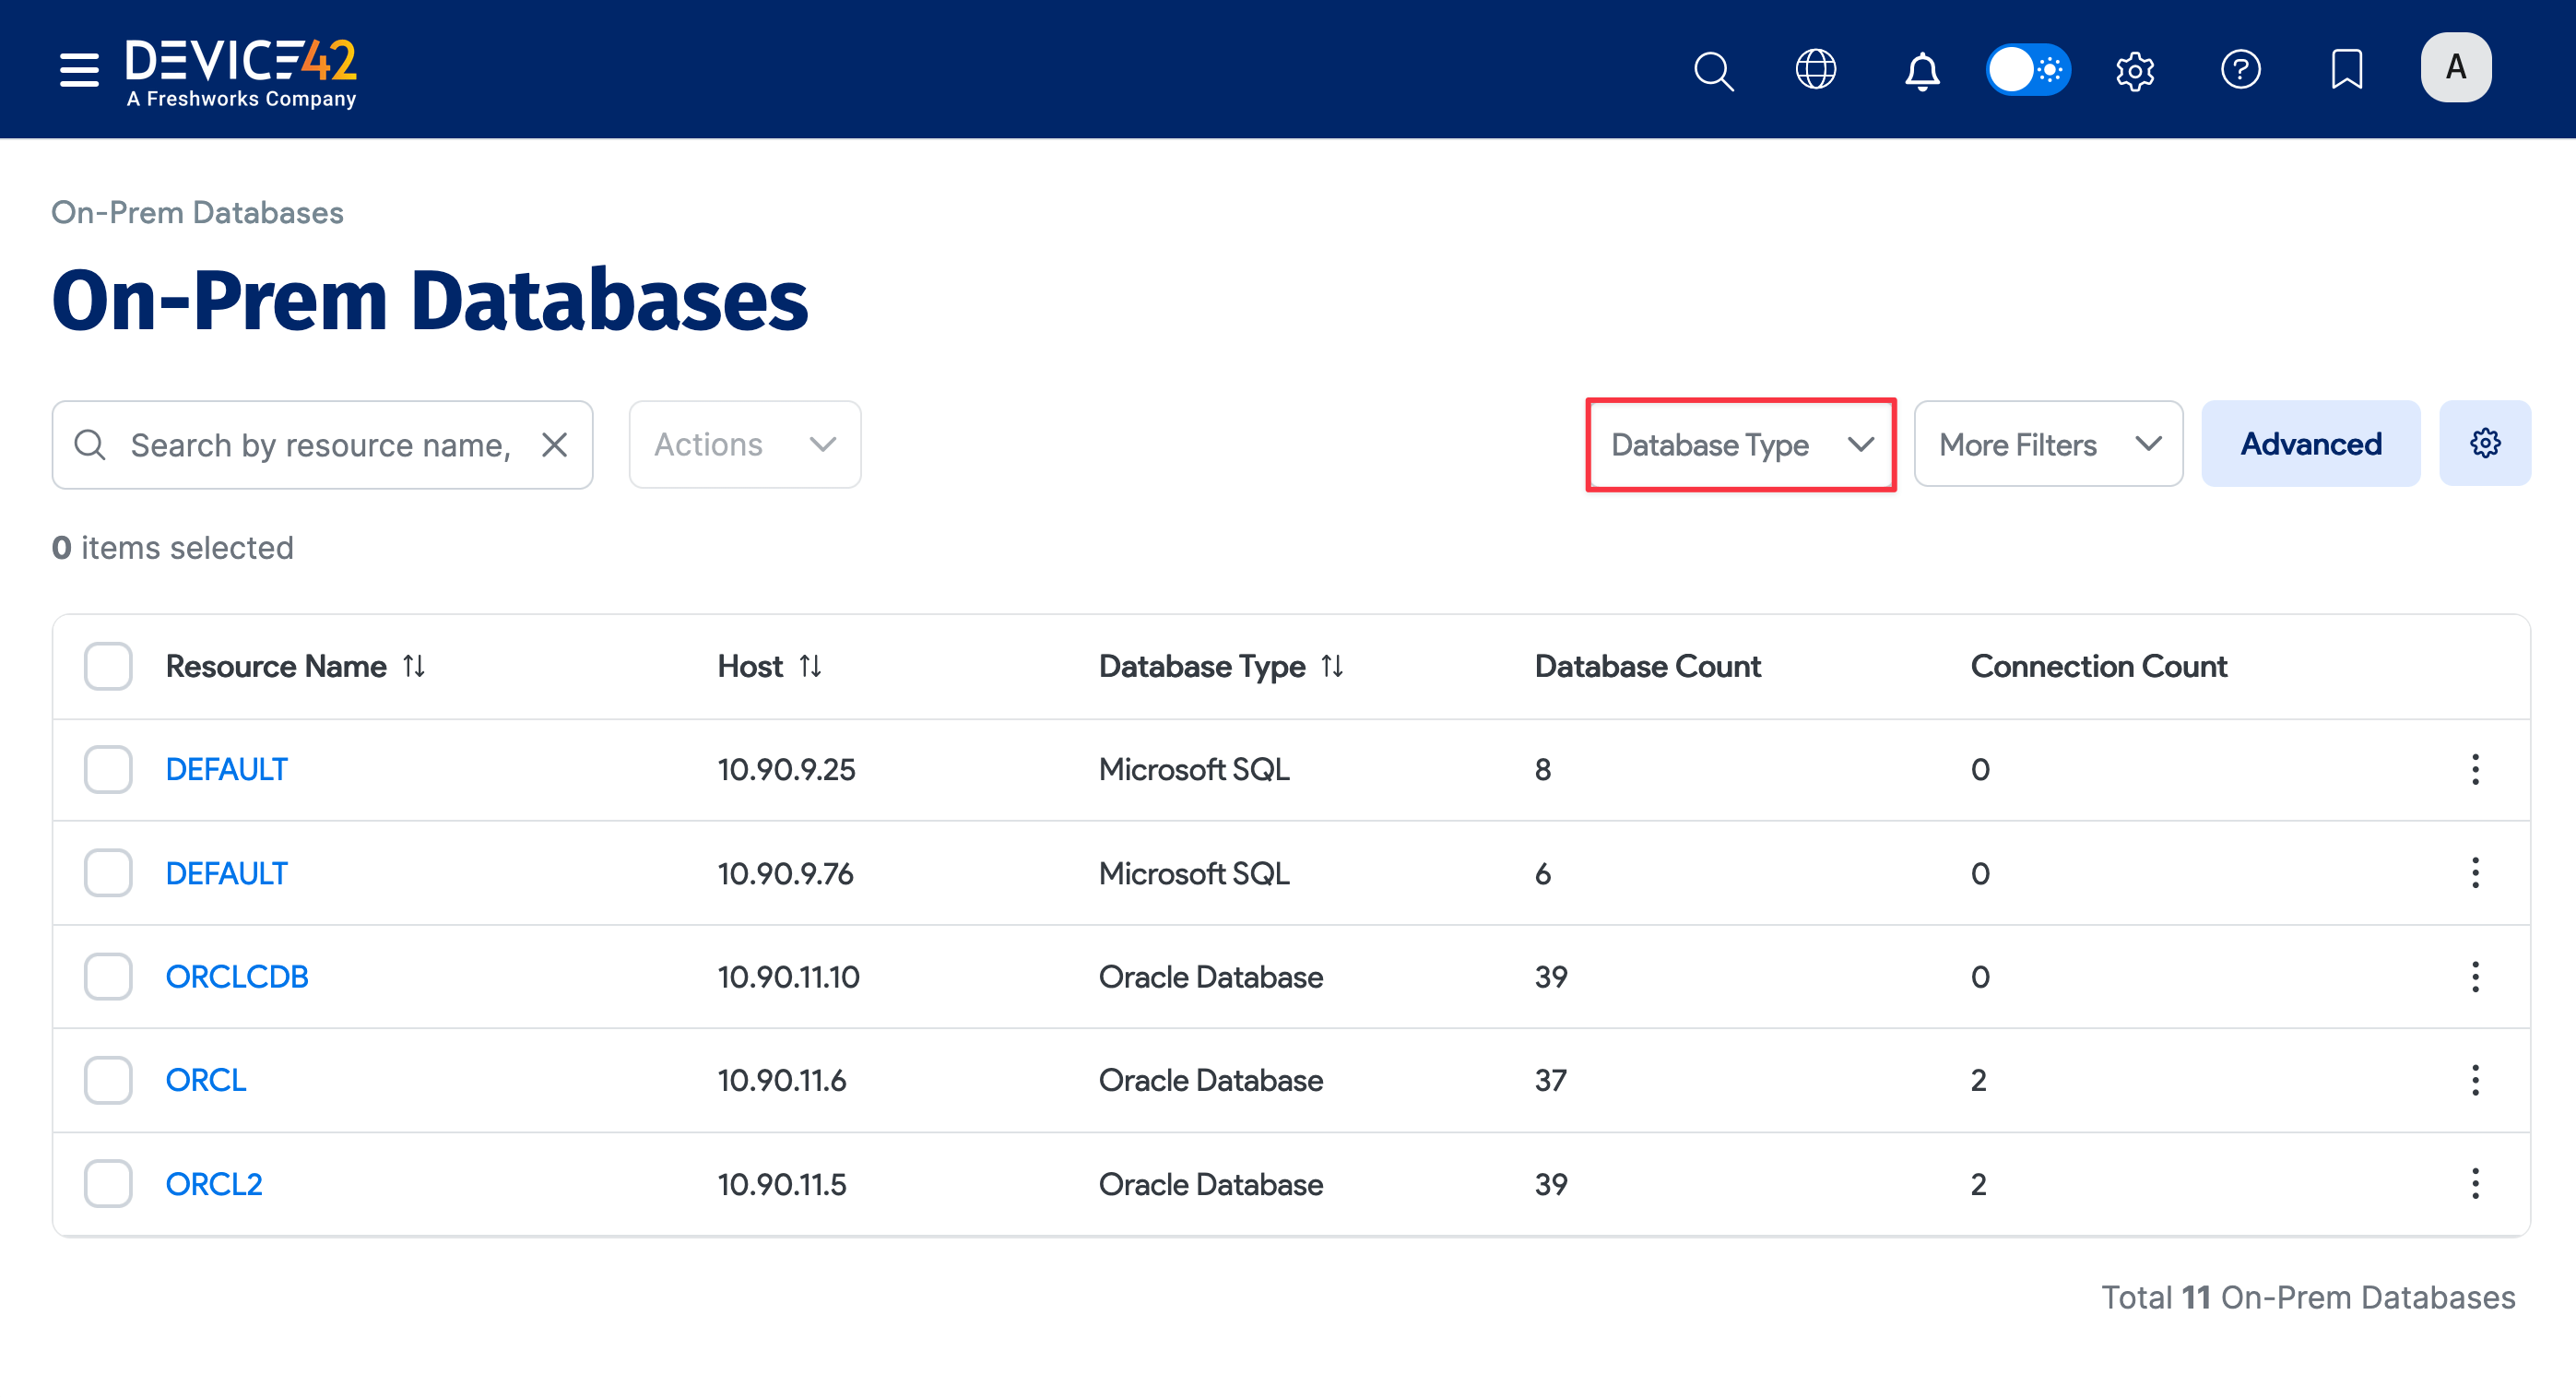 DEVICE42
A Freshworks Company
A
On-Prem Databases
On-Prem Databases
Search by resource name,
Actions
Database Type
More Filters
Advanced
0 items selected
Resource Name Host Database Type Database Count Connection Count
DEFAULT 10.90.9.25 Microsoft SQL 8 0
DEFAULT 10.90.9.76 Microsoft SQL 6 0
ORCLCDB 10.90.11.10 Oracle Database 39 0
ORCL 10.90.11.6 Oracle Database 37 2
ORCL2 10.90.11.5 Oracle Database 39 2
Total 11 On-Prem Databases